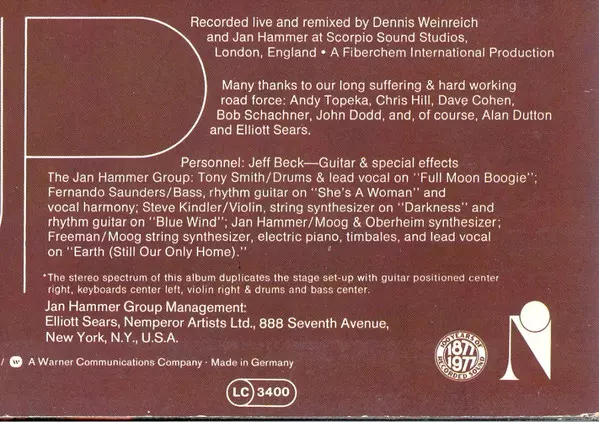 Recorded live and remixed by Dennis Weinreich
and Jan Hammer at Scorpio Sound Studios,
London, England • A Fiberchem International Production
Many thanks to our long suffering & hard working
road force: Andy Topeka, Chris Hill, Dave Cohen,
Bob Schachner, John Dodd, and, of course, Alan Dutton
and Elliott Sears.
Personnel: Jeff Beck—Guitar & special effects
The Jan Hammer Group: Tony Smith/Drums & lead vocal on "Full Moon Boogie";
Fernando Saunders/Bass, rhythm guitar on "She's A Woman" and
vocal harmony; Steve Kindler/Violin, string synthesizer on "Darkness" and
rhythm guitar on "Blue Wind"; Jan Hammer/Moog & Oberheim synthesizer;
Freeman/Moog string synthesizer, electric piano, timbales, and lead vocal
on "Earth (Still Our Only Home)."
*The stereo spectrum of this album duplicates the stage set-up with guitar positioned center
right, keyboards center left, violin right & drums and bass center.
Jan Hammer Group Management:
Elliott Sears, Nemperor Artists Ltd., 888 Seventh Avenue,
New York, N.Y., U.S.A.
100 YEARS OF
1877
1977
RECORDED SOUND
/ W A Warner Communications Company · Made in Germany
LC 3400